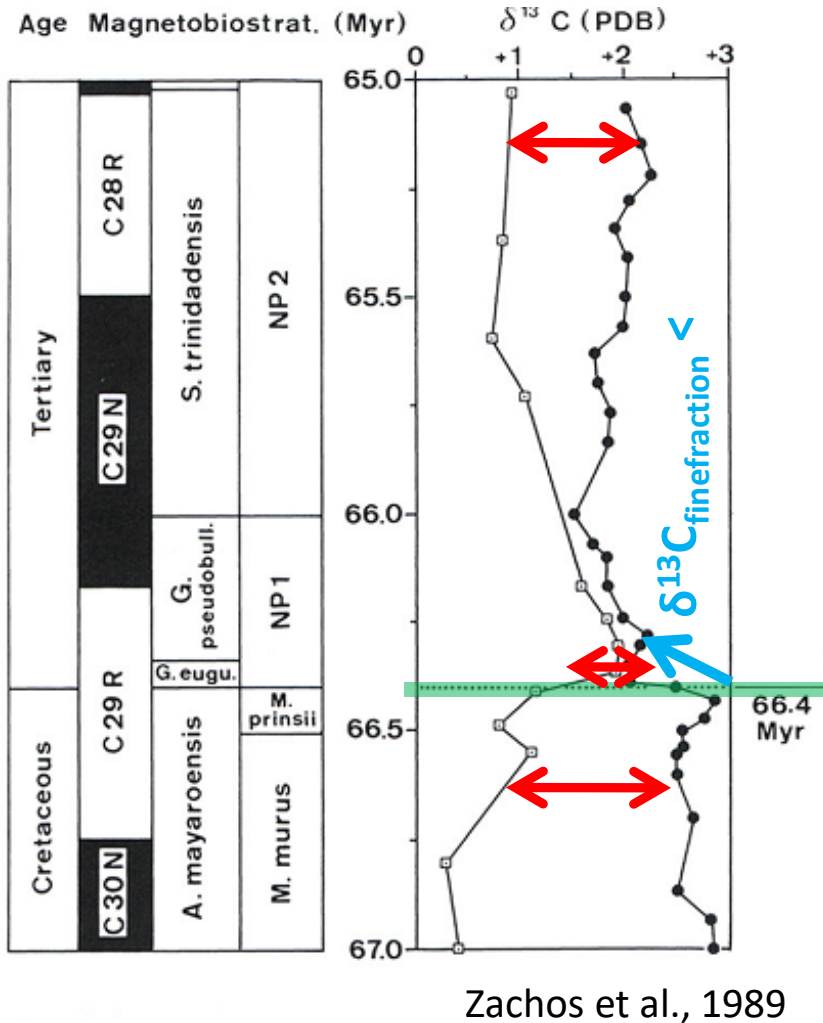 Age Magnetobiostrat. (Myr)
δ¹³ C (PDB)
0 +1 +2 +3
65.0
65.5
66.0
66.5
67.0
66.4
Myr
Tertiary
Cretaceous
C28R
C29N
C29R
C30N
S. trinidadensis
G.
pseudobull.
G. eugu.
A. mayaroensis
NP2
NP1
M.
prinsii
M. murus
δ¹³Cfinefraction <
Zachos et al., 1989